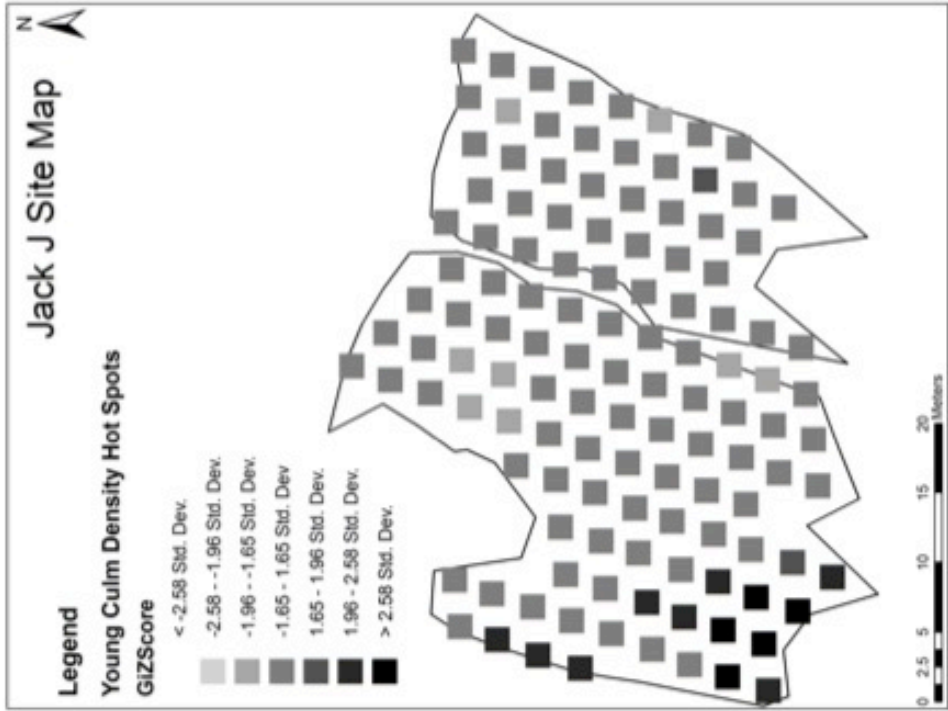 Jack J Site Map
N
Legend
Young Culm Density Hot Spots
GiZScore
< -2.58 Std. Dev.
-2.58 - -1.96 Std. Dev.
-1.96 - -1.65 Std. Dev.
-1.65 - 1.65 Std. Dev
1.65 - 1.96 Std. Dev.
1.96 - 2.58 Std. Dev.
> 2.58 Std. Dev.
0 2.5 5 10 15 20
Meters